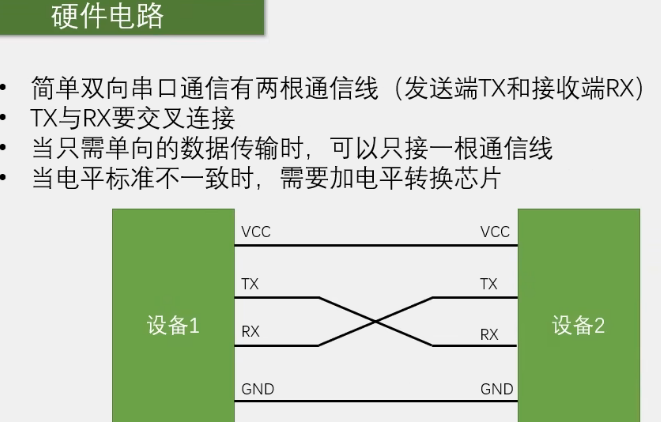 硬件电路
• 简单双向串口通信有两根通信线（发送端TX和接收端RX）
• TX与RX要交叉连接
• 当只需单向的数据传输时，可以只接一根通信线
• 当电平标准不一致时，需要加电平转换芯片
VCC VCC
TX TX
设备1 设备2
RX RX
GND GND